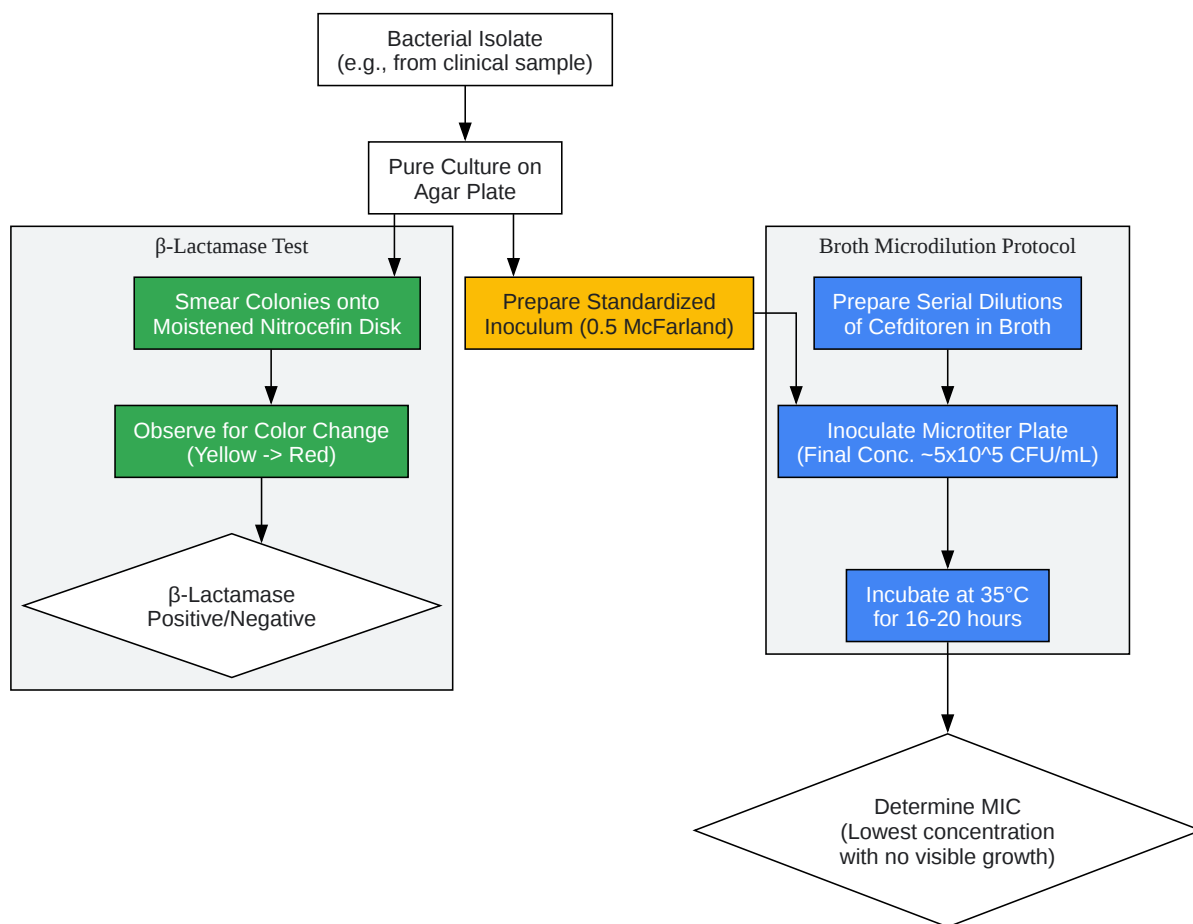 Bacterial Isolate
(e.g., from clinical sample)
Pure Culture on
Agar Plate
β-Lactamase Test
Smear Colonies onto
Moistened Nitrocefin Disk
Observe for Color Change
(Yellow -> Red)
β-Lactamase
Positive/Negative
Prepare Standardized
Inoculum (0.5 McFarland)
Broth Microdilution Protocol
Prepare Serial Dilutions
of Cefditoren in Broth
Inoculate Microtiter Plate
(Final Conc. ~5x10^5 CFU/mL)
Incubate at 35°C
for 16-20 hours
Determine MIC
(Lowest concentration
with no visible growth)